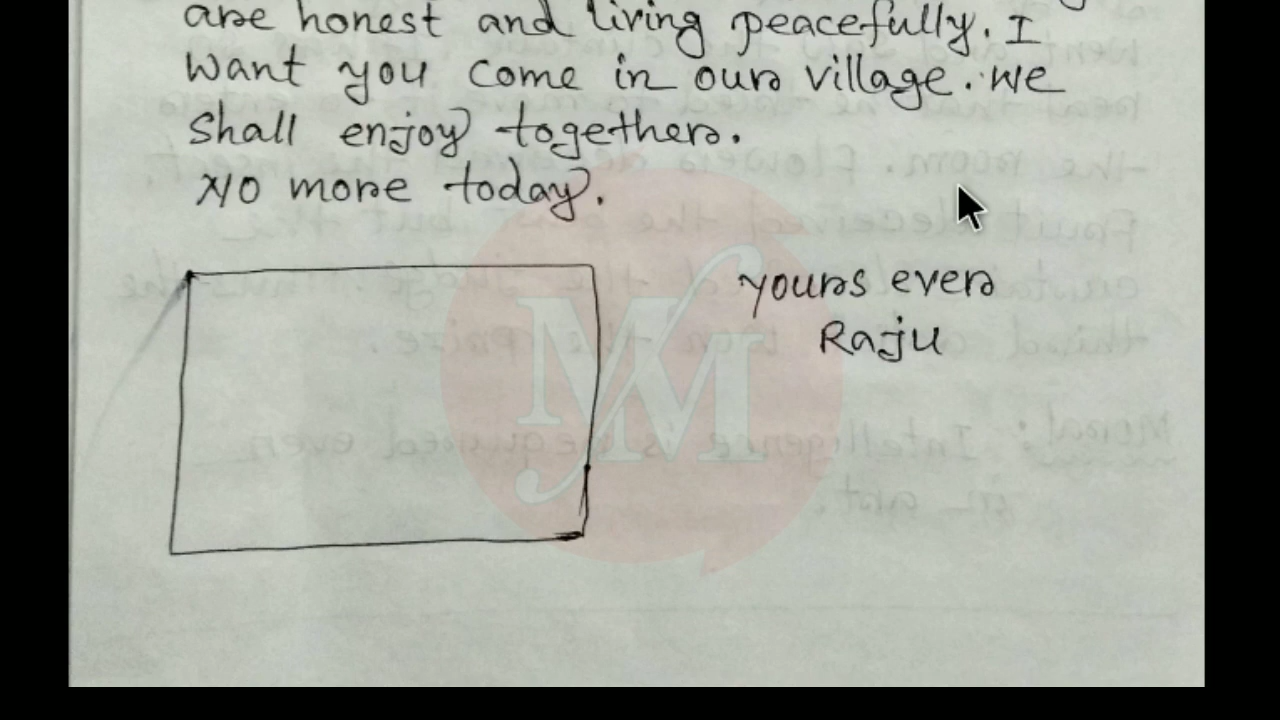 are honest and living peacefully. I
want you come in our village. We
Shall enjoy together.
NO more today.
yours ever
Raju